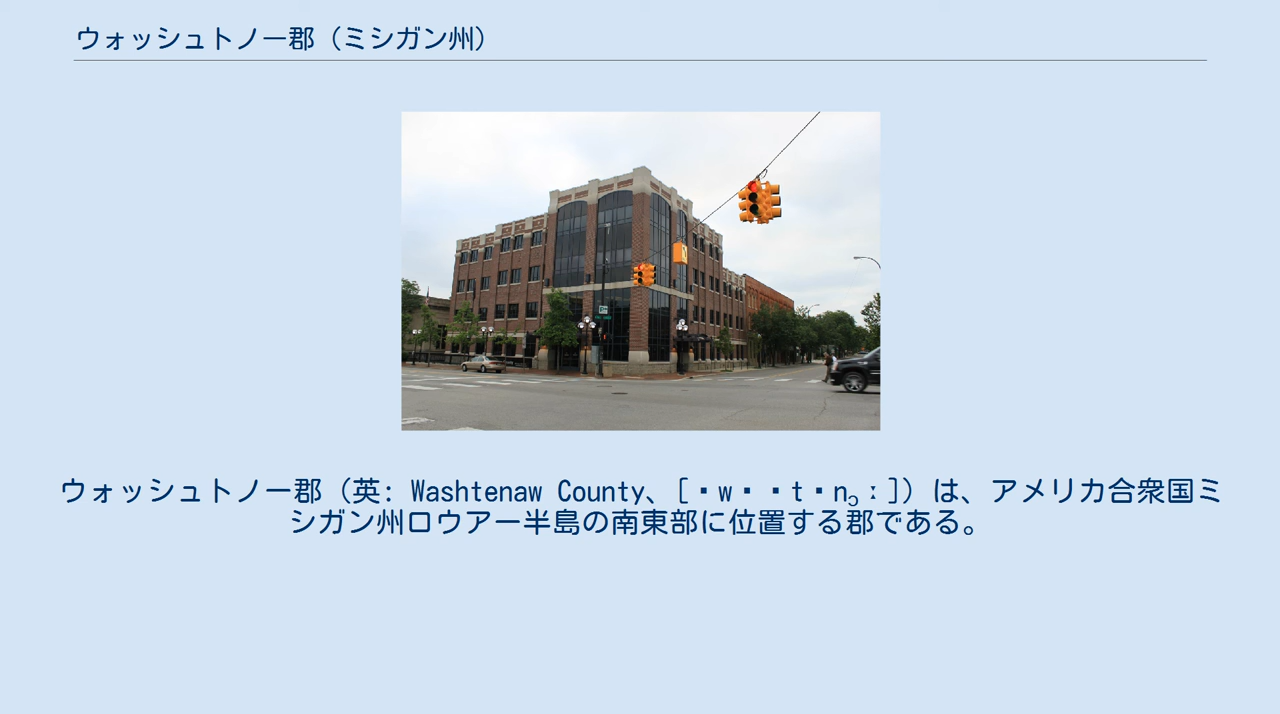 ウォッシュトノー郡（ミシガン州）
ウォッシュトノー郡（英: Washtenaw County、[▪w▪▪t▪nɔː]）は、アメリカ合衆国ミ
シガン州ロウアー半島の南東部に位置する郡である。